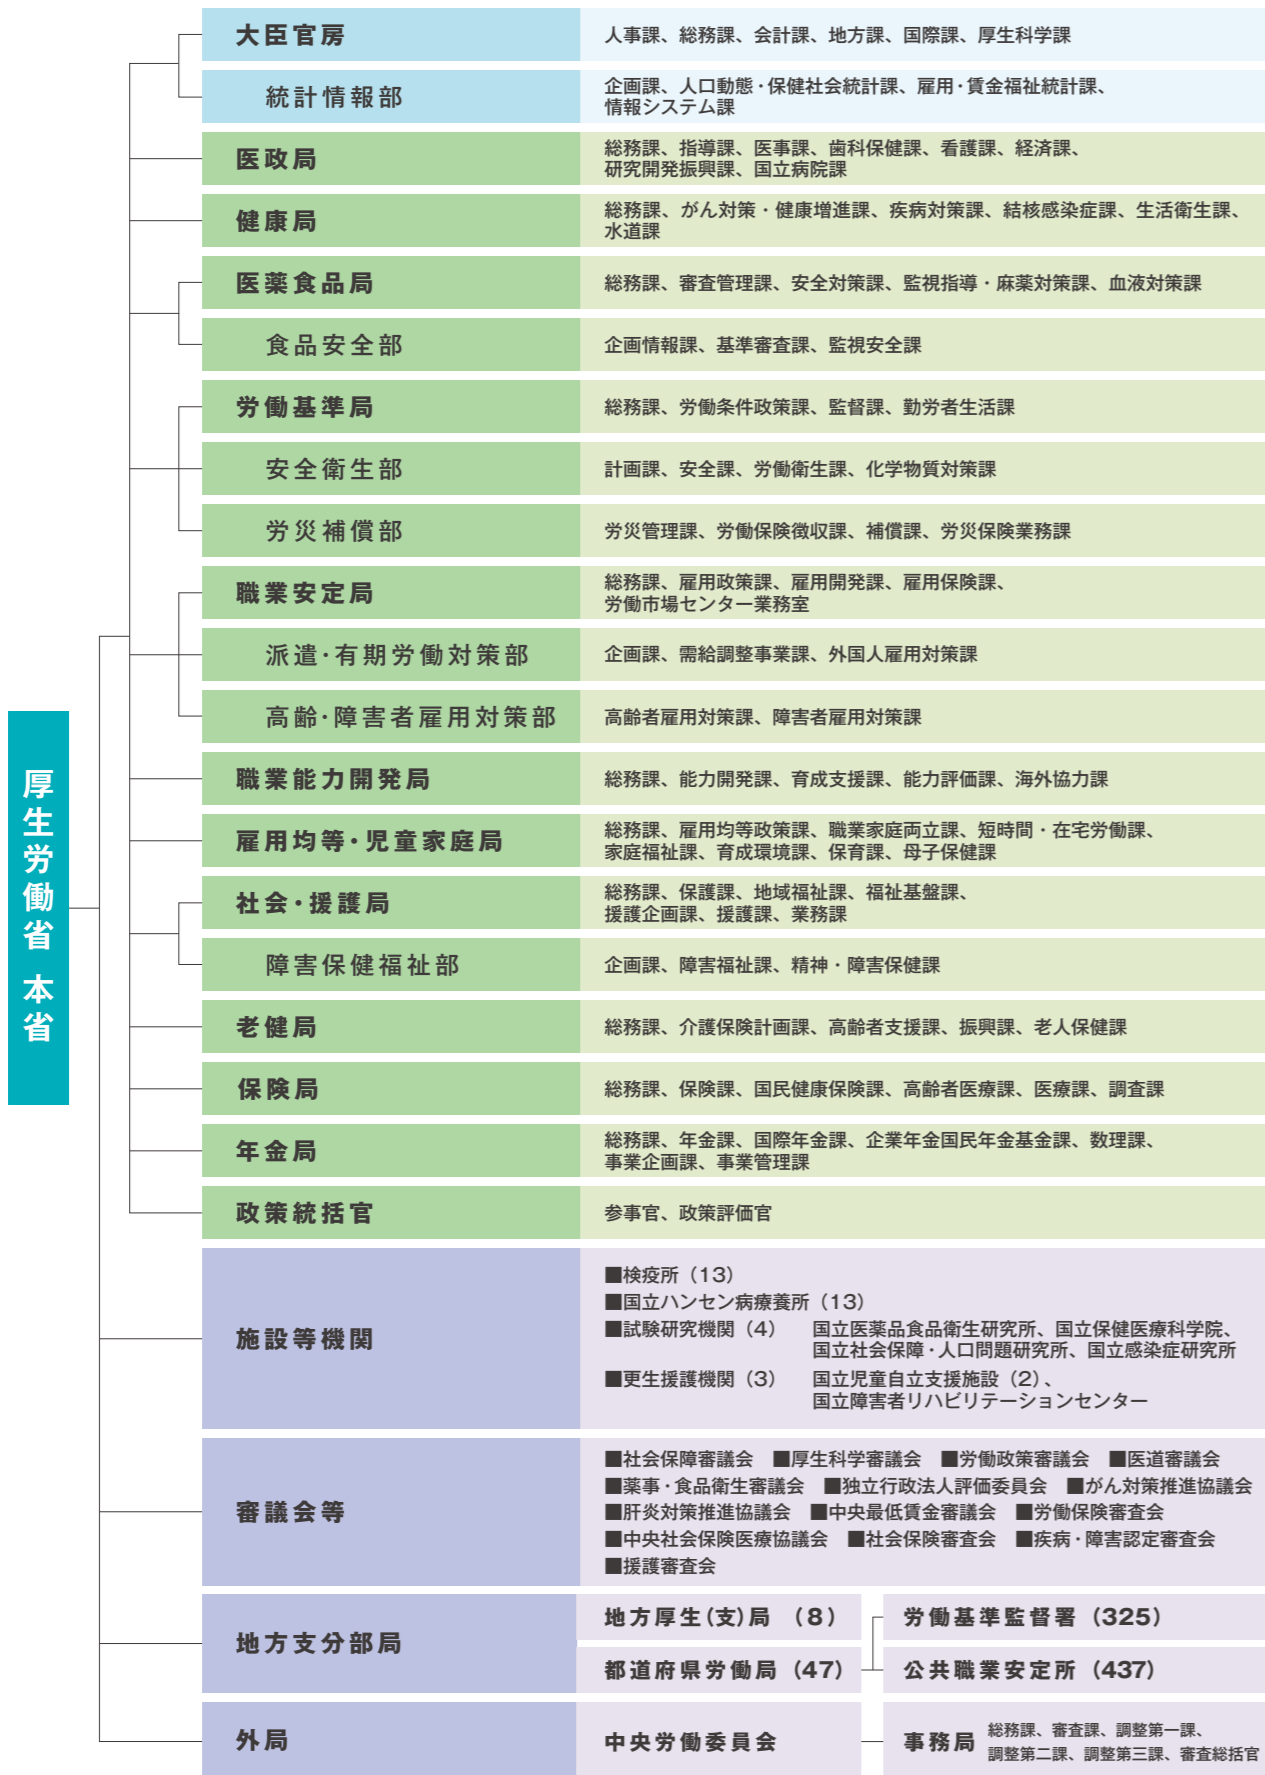 厚生労働省 本省
大臣官房
人事課、総務課、会計課、地方課、国際課、厚生科学課
統計情報部
企画課、人口動態・保健社会統計課、雇用・賃金福祉統計課、
情報システム課
医政局
総務課、指導課、医事課、歯科保健課、看護課、経済課、
研究開発振興課、国立病院課
健康局
総務課、がん対策・健康増進課、疾病対策課、結核感染症課、生活衛生課、
水道課
医薬食品局
総務課、審査管理課、安全対策課、監視指導・麻薬対策課、血液対策課
食品安全部
企画情報課、基準審査課、監視安全課
労働基準局
総務課、労働条件政策課、監督課、勤労者生活課
安全衛生部
計画課、安全課、労働衛生課、化学物質対策課
労災補償部
労災管理課、労働保険徴収課、補償課、労災保険業務課
職業安定局
総務課、雇用政策課、雇用開発課、雇用保険課、
労働市場センター業務室
派遣・有期労働対策部
企画課、需給調整事業課、外国人雇用対策課
高齢・障害者雇用対策部
高齢者雇用対策課、障害者雇用対策課
職業能力開発局
総務課、能力開発課、育成支援課、能力評価課、海外協力課
雇用均等・児童家庭局
総務課、雇用均等政策課、職業家庭両立課、短時間・在宅労働課、
家庭福祉課、育成環境課、保育課、母子保健課
社会・援護局
総務課、保護課、地域福祉課、福祉基盤課、
援護企画課、援護課、業務課
障害保健福祉部
企画課、障害福祉課、精神・障害保健課
老健局
総務課、介護保険計画課、高齢者支援課、振興課、老人保健課
保険局
総務課、保険課、国民健康保険課、高齢者医療課、医療課、調査課
年金局
総務課、年金課、国際年金課、企業年金国民年金基金課、数理課、
事業企画課、事業管理課
政策統括官
参事官、政策評価官
施設等機関
■検疫所（13）
■国立ハンセン病療養所（13）
■試験研究機関（4） 国立医薬品食品衛生研究所、国立保健医療科学院、
国立社会保障・人口問題研究所、国立感染症研究所
■更生援護機関（3） 国立児童自立支援施設（2）、
国立障害者リハビリテーションセンター
審議会等
■社会保障審議会 ■厚生科学審議会 ■労働政策審議会 ■医道審議会
■薬事・食品衛生審議会 ■独立行政法人評価委員会 ■がん対策推進協議会
■肝炎対策推進協議会 ■中央最低賃金審議会 ■労働保険審査会
■中央社会保険医療協議会 ■社会保険審査会 ■疾病・障害認定審査会
■援護審査会
地方支分部局
地方厚生(支)局（8） 労働基準監督署（325）
都道府県労働局（47） 公共職業安定所（437）
外局
中央労働委員会
事務局
総務課、審査課、調整第一課、
調整第二課、調整第三課、審査総括官